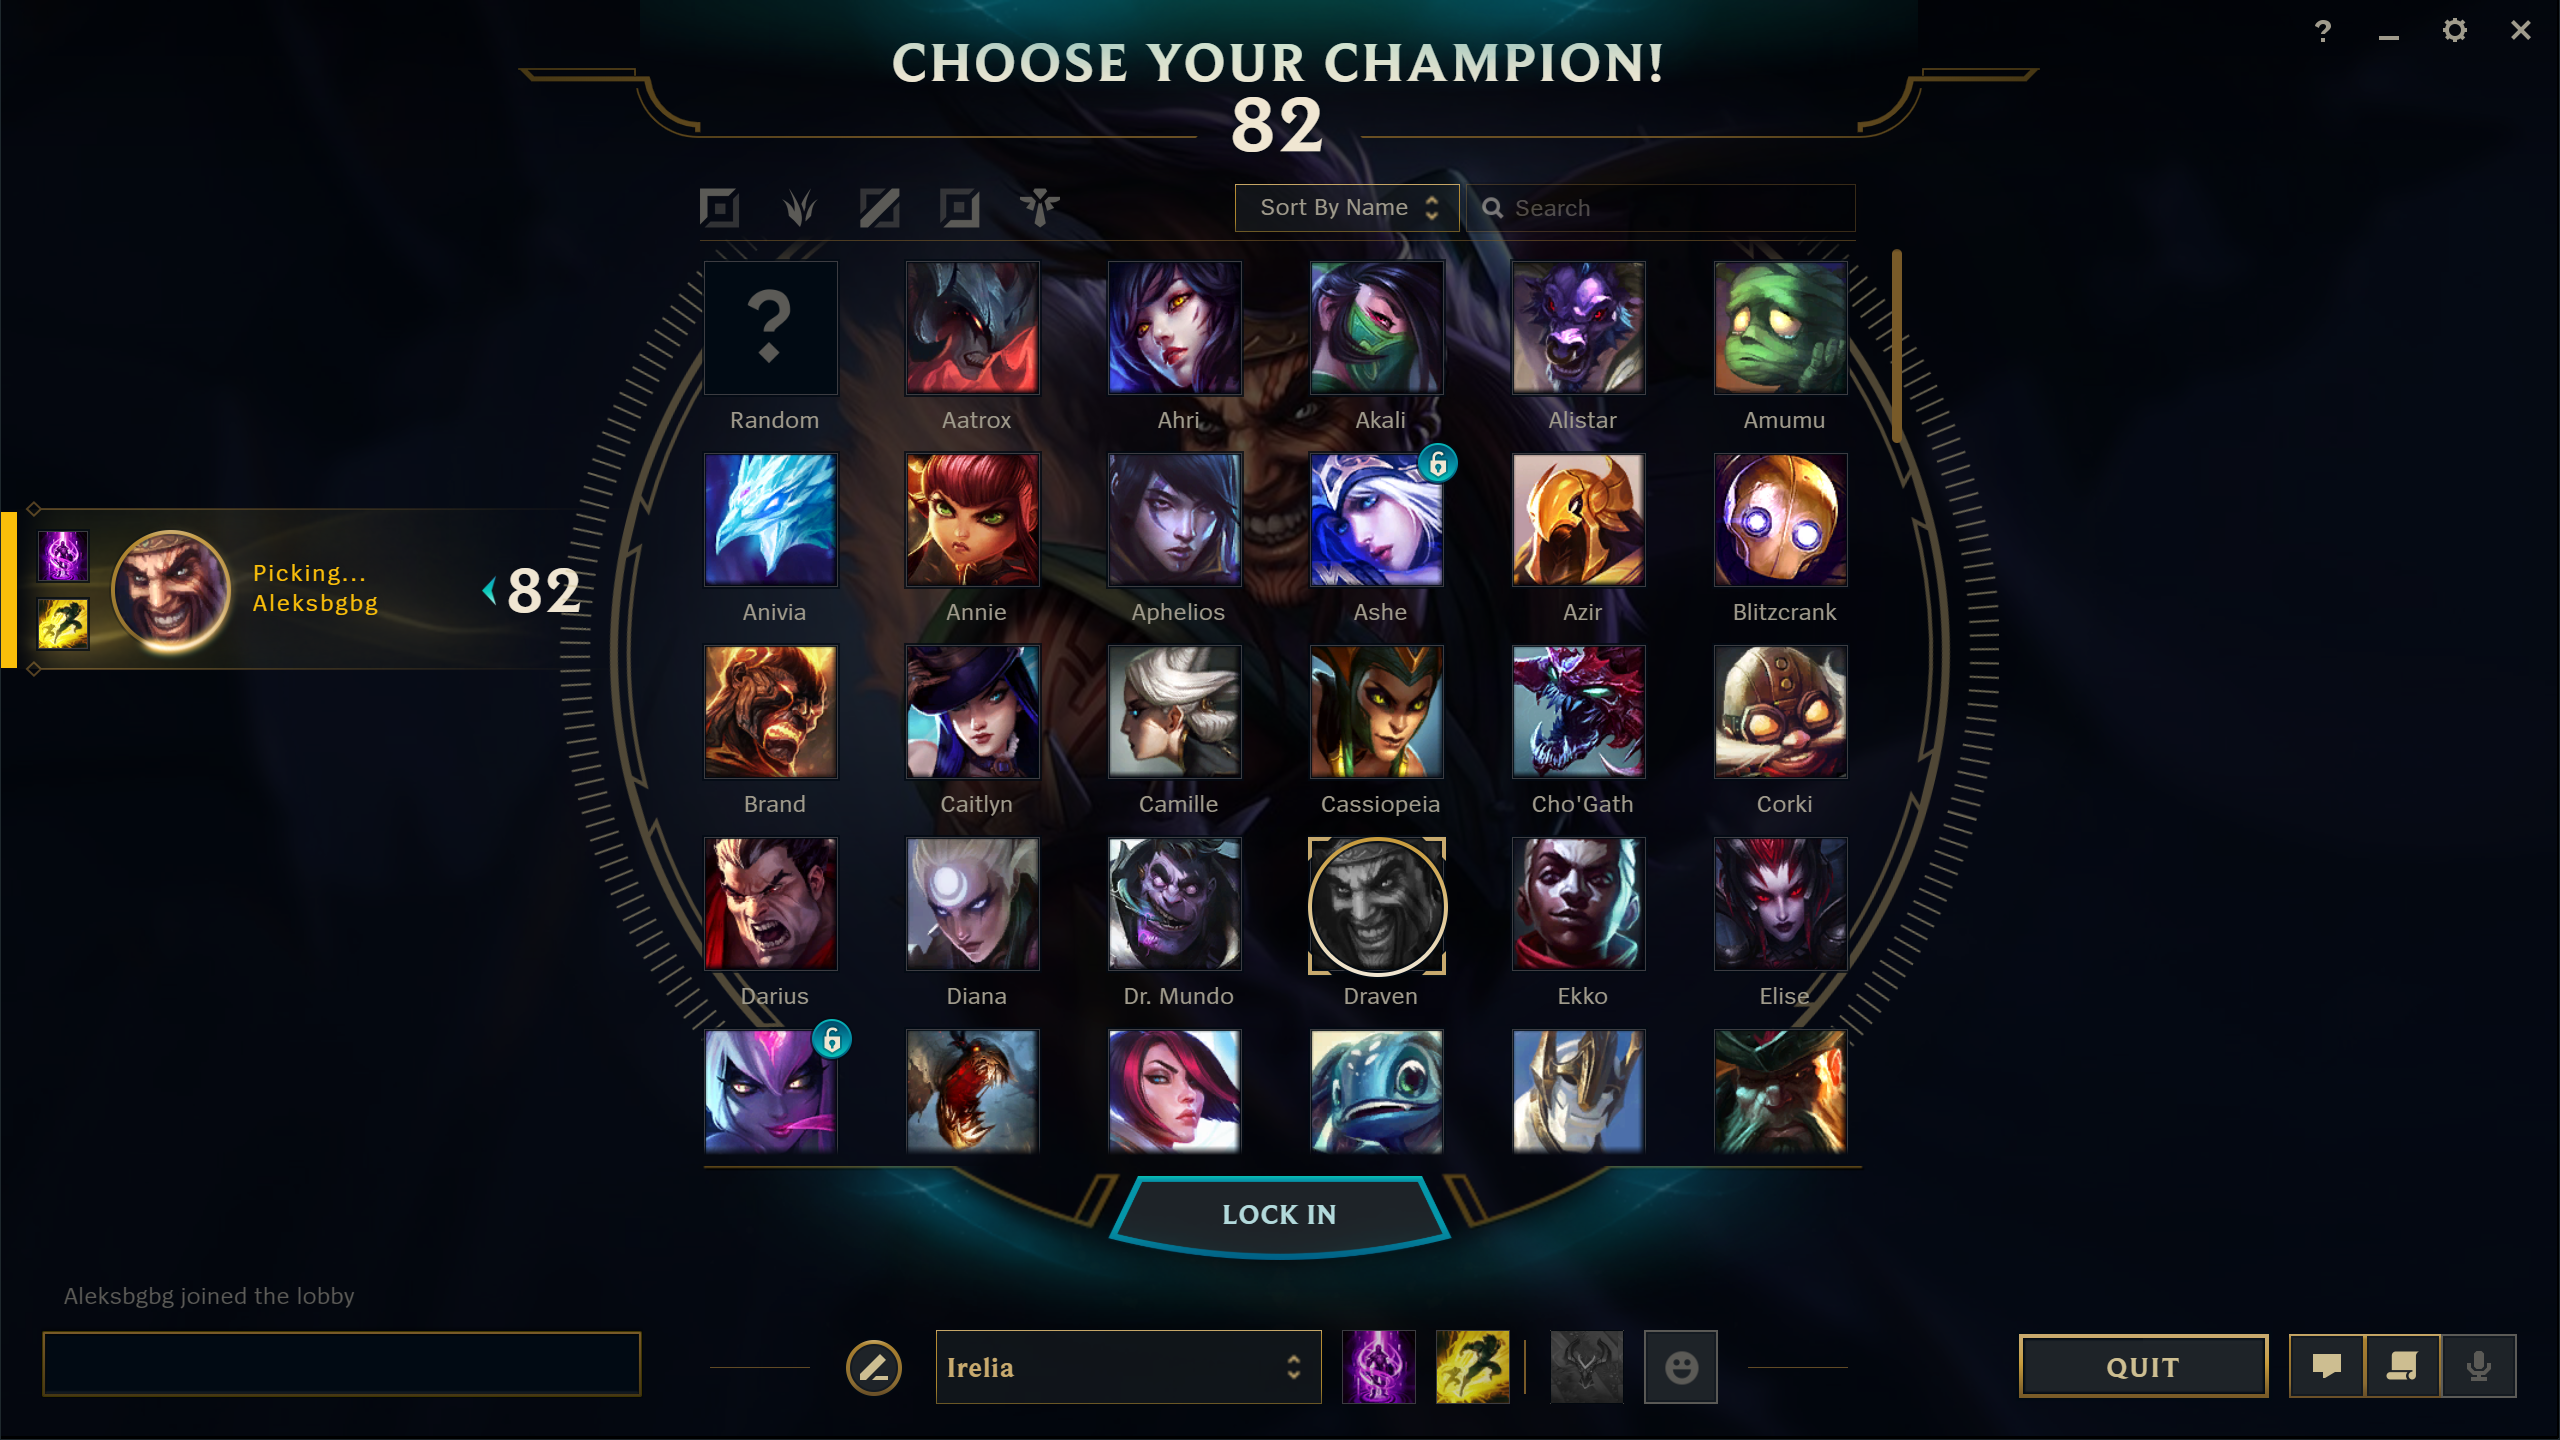 CHOOSE YOUR CHAMPION!
82
Sort By Name
Search
Random
Aatrox
Ahri
Akali
Alistar
Amumu
Anivia
Annie
Aphelios
Ashe
Azir
Blitzcrank
Picking...
Aleksbgbg
82
Brand
Caitlyn
Camille
Cassiopeia
Cho'Gath
Corki
Darius
Diana
Dr. Mundo
Draven
Ekko
Elise
LOCK IN
Aleksbgbg joined the lobby
Irelia
QUIT